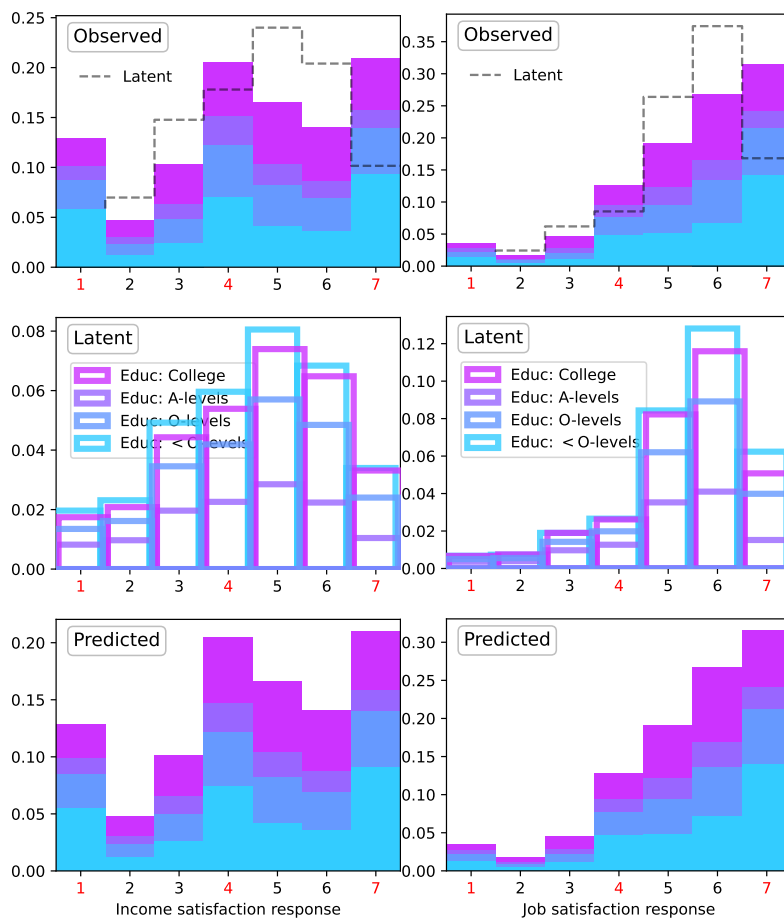 Observed
Latent
0.25
0.20
0.15
0.10
0.05
0.00
1 2 3 4 5 6 7
Observed
Latent
0.35
0.30
0.25
0.20
0.15
0.10
0.05
0.00
1 2 3 4 5 6 7
Latent
Educ: College
Educ: A-levels
Educ: O-levels
Educ: <O-levels
0.08
0.06
0.04
0.02
0.00
1 2 3 4 5 6 7
Latent
Educ: College
Educ: A-levels
Educ: O-levels
Educ: <O-levels
0.12
0.10
0.08
0.06
0.04
0.02
0.00
1 2 3 4 5 6 7
Predicted
0.20
0.15
0.10
0.05
0.00
1 2 3 4 5 6 7
Income satisfaction response
Predicted
0.30
0.25
0.20
0.15
0.10
0.05
0.00
1 2 3 4 5 6 7
Job satisfaction response